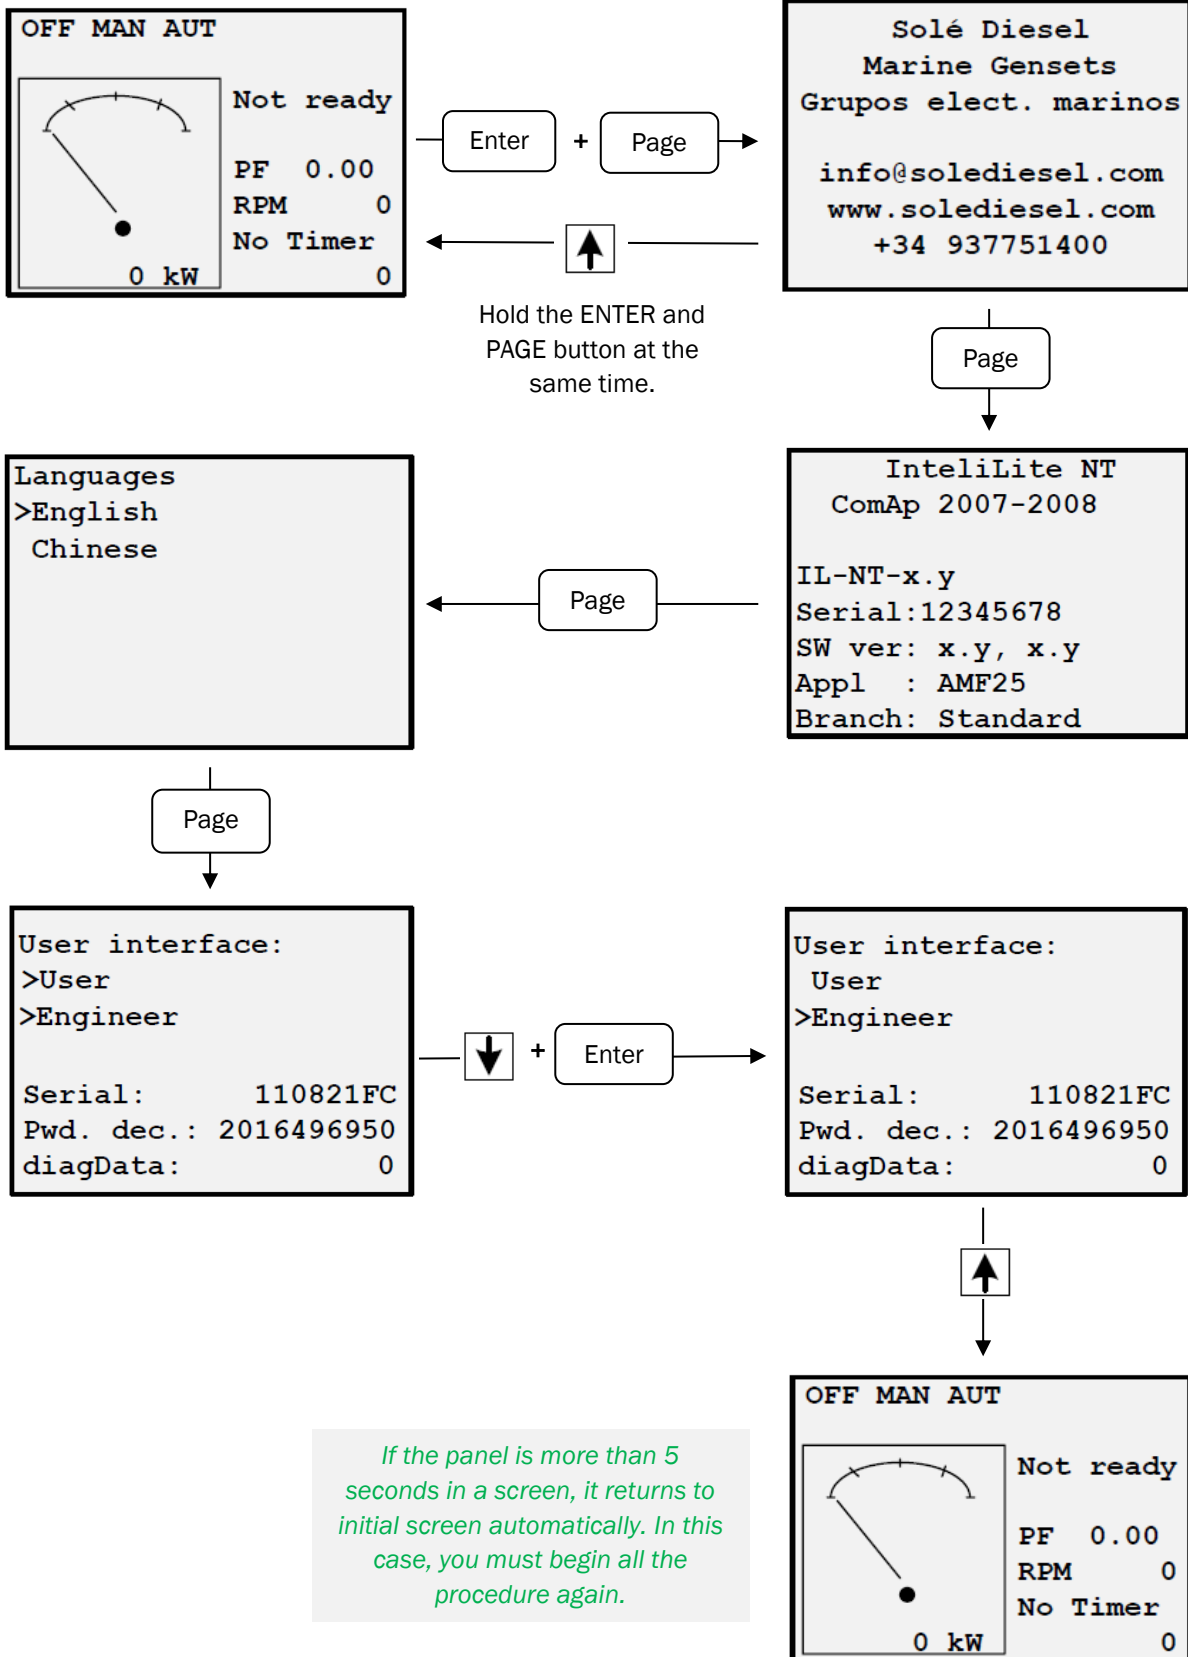 OFF MAN AUT
Not ready
PF 0.00
RPM 0
No Timer
0 kW 0
Enter + Page
Hold the ENTER and
PAGE button at the
same time.
Solé Diesel
Marine Gensets
Grupos elect. marinos
info@solediesel.com
www.solediesel.com
+34 937751400
Page
InteliLite NT
ComAp 2007-2008
IL-NT-x.y
Serial:12345678
SW ver: x.y, x.y
Appl : AMF25
Branch: Standard
Page
Languages
>English
Chinese
Page
User interface:
>User
>Engineer
Serial: 110821FC
Pwd. dec.: 2016496950
diagData: 0
+ Enter
User interface:
User
>Engineer
Serial: 110821FC
Pwd. dec.: 2016496950
diagData: 0
If the panel is more than 5
seconds in a screen, it returns to
initial screen automatically. In this
case, you must begin all the
procedure again.
OFF MAN AUT
Not ready
PF 0.00
RPM 0
No Timer
0 kW 0